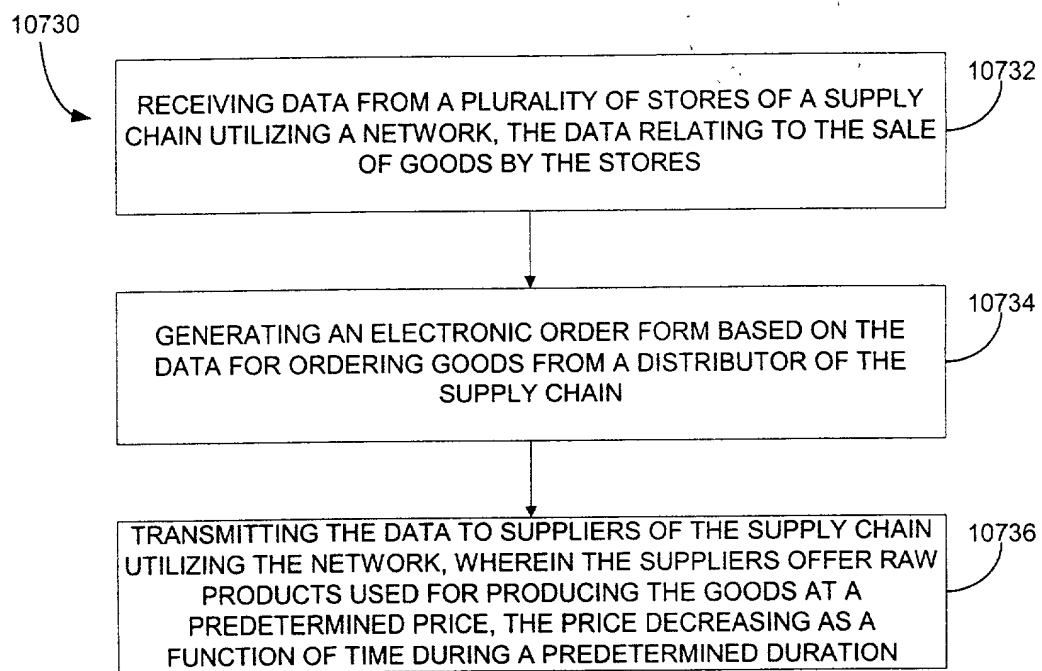 10730
10732
RECEIVING DATA FROM A PLURALITY OF STORES OF A SUPPLY
CHAIN UTILIZING A NETWORK, THE DATA RELATING TO THE SALE
OF GOODS BY THE STORES
10734
GENERATING AN ELECTRONIC ORDER FORM BASED ON THE
DATA FOR ORDERING GOODS FROM A DISTRIBUTOR OF THE
SUPPLY CHAIN
10736
TRANSMITTING THE DATA TO SUPPLIERS OF THE SUPPLY CHAIN
UTILIZING THE NETWORK, WHEREIN THE SUPPLIERS OFFER RAW
PRODUCTS USED FOR PRODUCING THE GOODS AT A
PREDETERMINED PRICE, THE PRICE DECREASING AS A
FUNCTION OF TIME DURING A PREDETERMINED DURATION